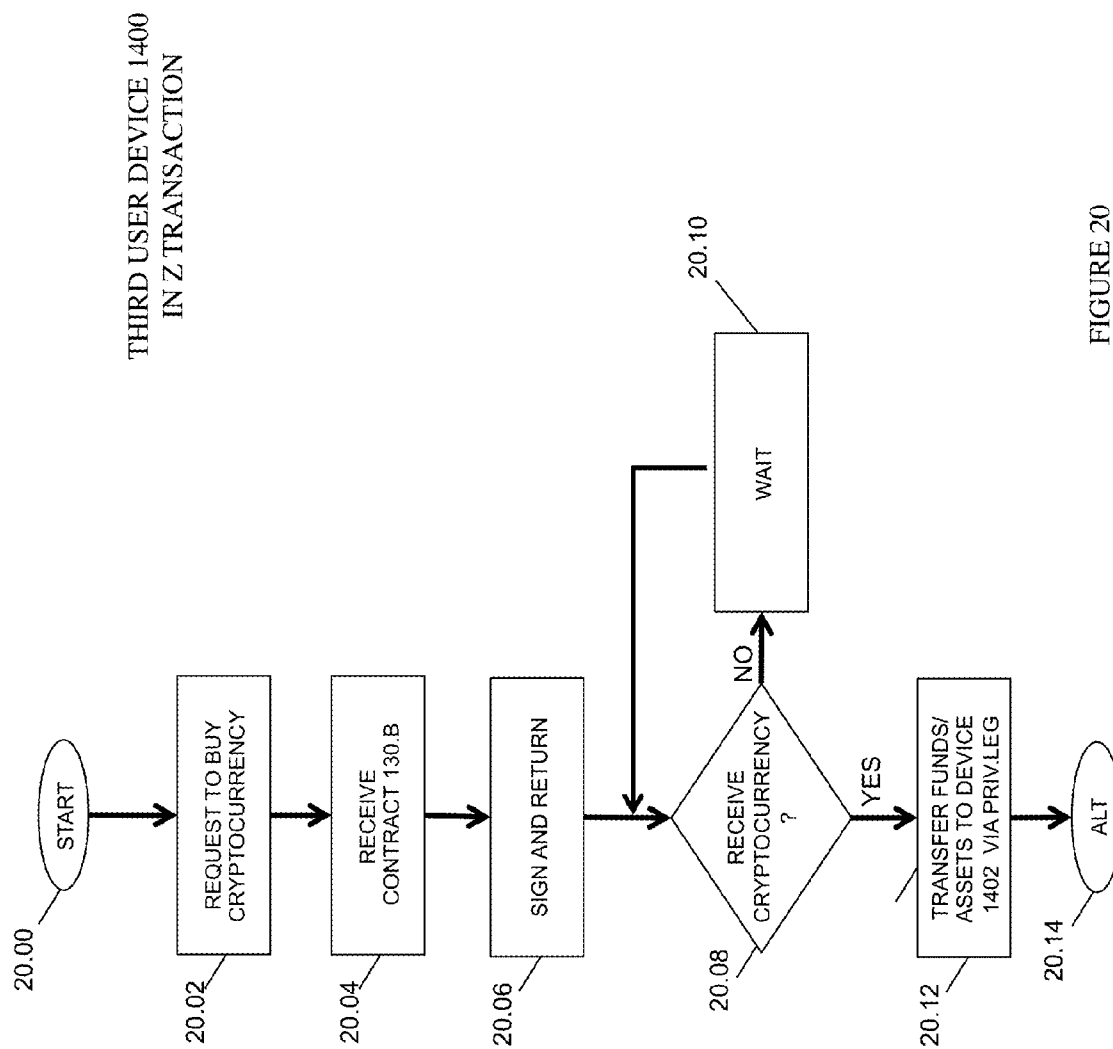 THIRD USER DEVICE 1400
IN Z TRANSACTION
START
20.00
REQUEST TO BUY
CRYPTOCURRENCY
20.02
RECEIVE
CONTRACT 130.B
20.04
SIGN AND RETURN
20.06
RECEIVE
CRYPTOCURRENCY
?
20.08
NO
WAIT
20.10
YES
TRANSFER FUNDS/
ASSETS TO DEVICE
1402 VIA PRIV.LEG
20.12
ALT
20.14
FIGURE 20